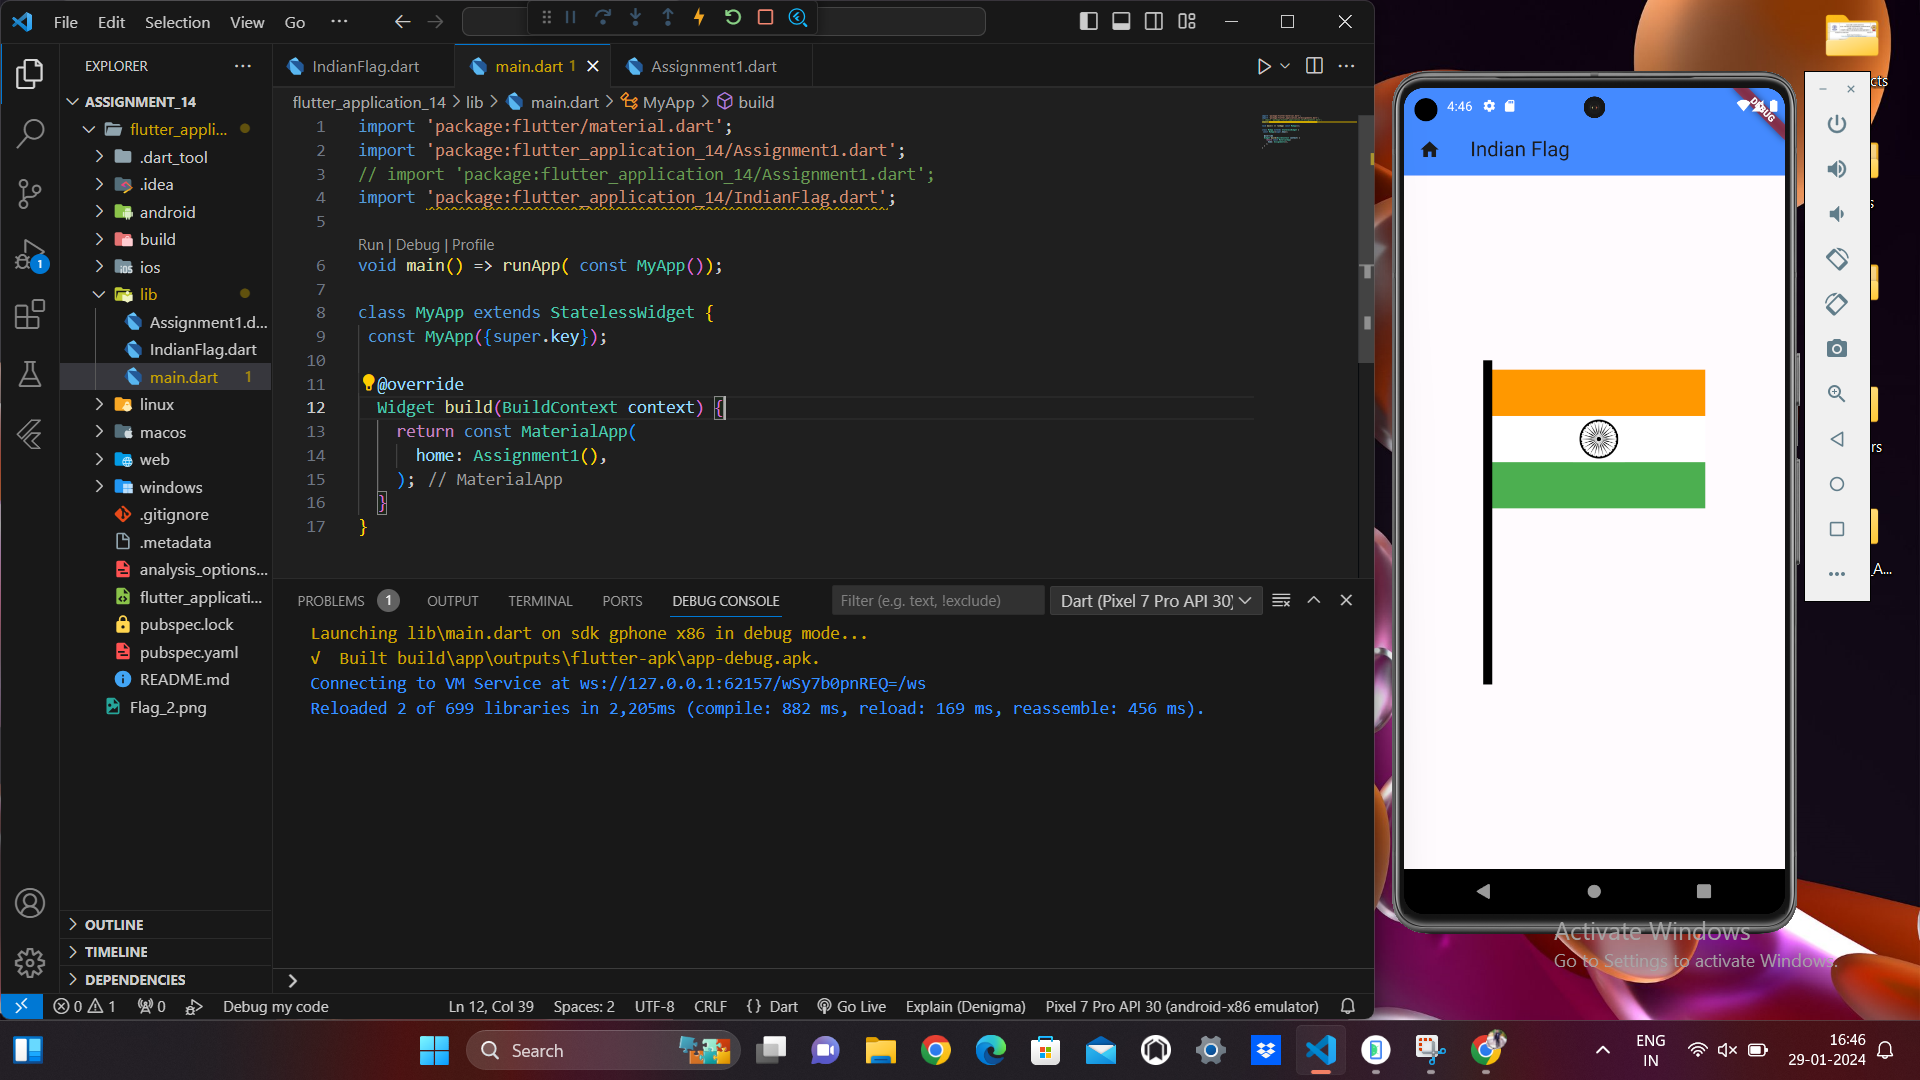 File Edit Selection View Go ···
EXPLORER
ASSIGNMENT_14
flutter_appli...
.dart_tool
.idea
android
build
ios
lib
Assignment1.d...
IndianFlag.dart
main.dart 1
linux
macos
web
windows
.gitignore
.metadata
analysis_options...
flutter_applicati...
pubspec.lock
pubspec.yaml
README.md
Flag_2.png
OUTLINE
TIMELINE
DEPENDENCIES
1
IndianFlag.dart main.dart 1 Assignment1.dart
flutter_application_14 > lib > main.dart > MyApp > build
1 import 'package:flutter/material.dart';
2 import 'package:flutter_application_14/Assignment1.dart';
3 // import 'package:flutter_application_14/Assignment1.dart';
4 import 'package:flutter_application_14/IndianFlag.dart';
5
Run | Debug | Profile
6 void main() => runApp( const MyApp());
7
8 class MyApp extends StatelessWidget {
9 const MyApp({super.key});
10
11 @override
12 Widget build(BuildContext context) {
13 return const MaterialApp(
14 home: Assignment1(),
15 ); // MaterialApp
16 }
17 }
PROBLEMS 1 OUTPUT TERMINAL PORTS DEBUG CONSOLE Filter (e.g. text, !exclude) Dart (Pixel 7 Pro API 30)
Launching lib\main.dart on sdk gphone x86 in debug mode...
√ Built build\app\outputs\flutter-apk\app-debug.apk.
Connecting to VM Service at ws://127.0.0.1:62157/wSy7b0pnREQ=/ws
Reloaded 2 of 699 libraries in 2,205ms (compile: 882 ms, reload: 169 ms, reassemble: 456 ms).
0 1 0 Debug my code Ln 12, Col 39 Spaces: 2 UTF-8 CRLF {} Dart Go Live Explain (Denigma) Pixel 7 Pro API 30 (android-x86 emulator)
4:46
DEBUG
Indian Flag
Activate Windows
Go to Settings to activate Windows.
cts
s
rs
_A...
Search
ENG
IN
16:46
29-01-2024